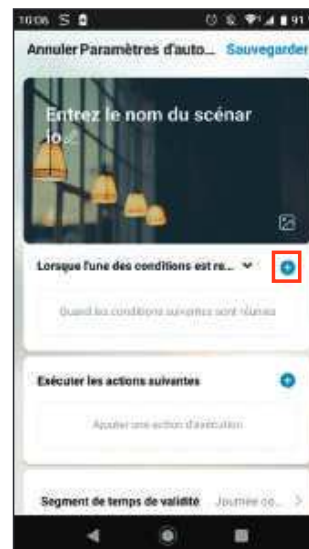 10:06 S 91
Annuler Paramètres d'auto... Sauvegarder
Entrez le nom du scénar
io
Lorsque l'une des conditions est re...
Quand les conditions suivantes sont réunies
Exécuter les actions suivantes
Ajouter une action d'exécution
Segment de temps de validité Journée co...